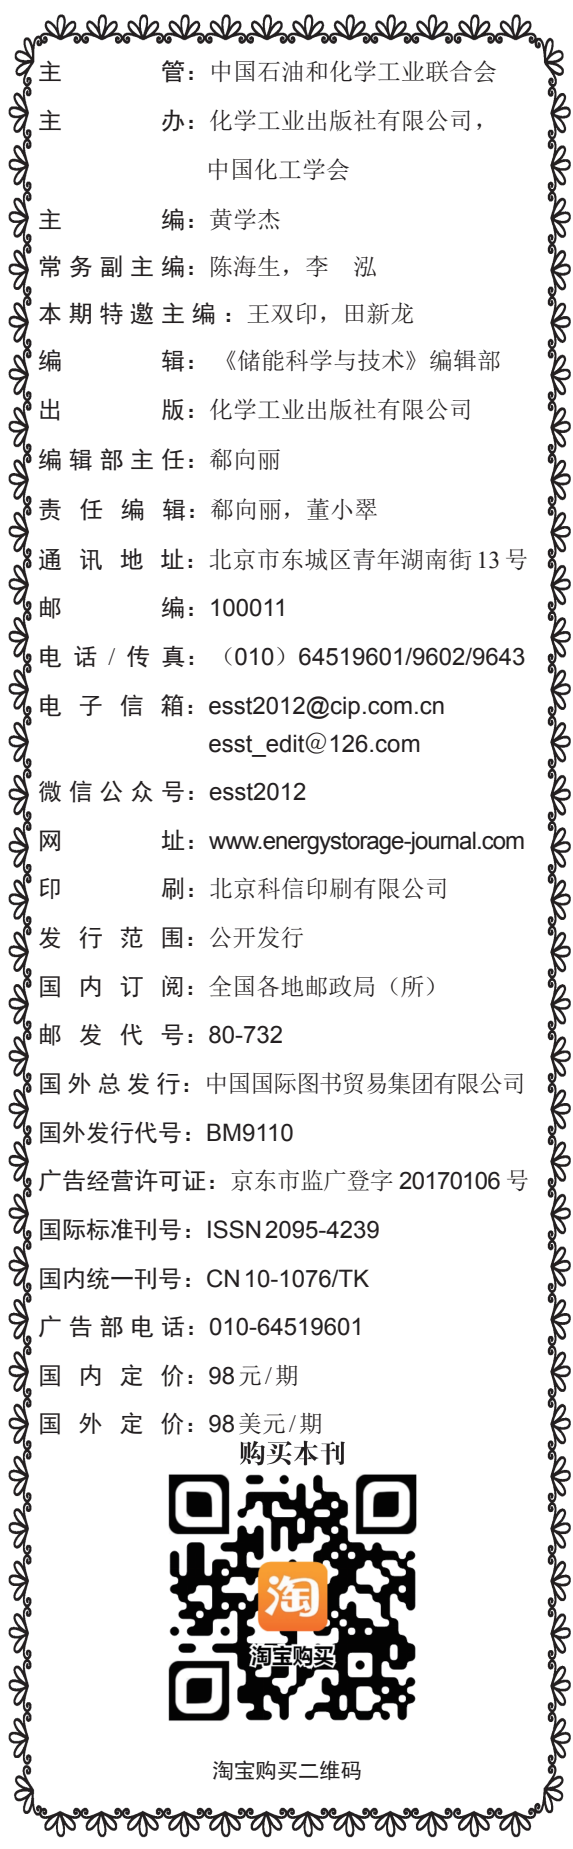 主管：中国石油和化学工业联合会
主办：化学工业出版社有限公司，
中国化工学会
主编：黄学杰
常务副主编：陈海生，李 泓
本期特邀主编：王双印，田新龙
编辑：《储能科学与技术》编辑部
出版：化学工业出版社有限公司
编辑部主任：郗向丽
责任编辑：郗向丽，董小翠
通讯地址：北京市东城区青年湖南街13号
邮编：100011
电话/传真：（010）64519601/9602/9643
电子信箱：esst2012@cip.com.cn
esst_edit@126.com
微信公众号：esst2012
网址：www.energystorage-journal.com
印刷：北京科信印刷有限公司
发行范围：公开发行
国内订阅：全国各地邮政局（所）
邮发代号：80-732
国外总发行：中国国际图书贸易集团有限公司
国外发行代号：BM9110
广告经营许可证：京东市监广登字 20170106 号
国际标准刊号：ISSN 2095-4239
国内统一刊号：CN 10-1076/TK
广告部电话：010-64519601
国内定价：98元/期
国外定价：98美元/期
购买本刊
淘
淘宝购买
淘宝购买二维码